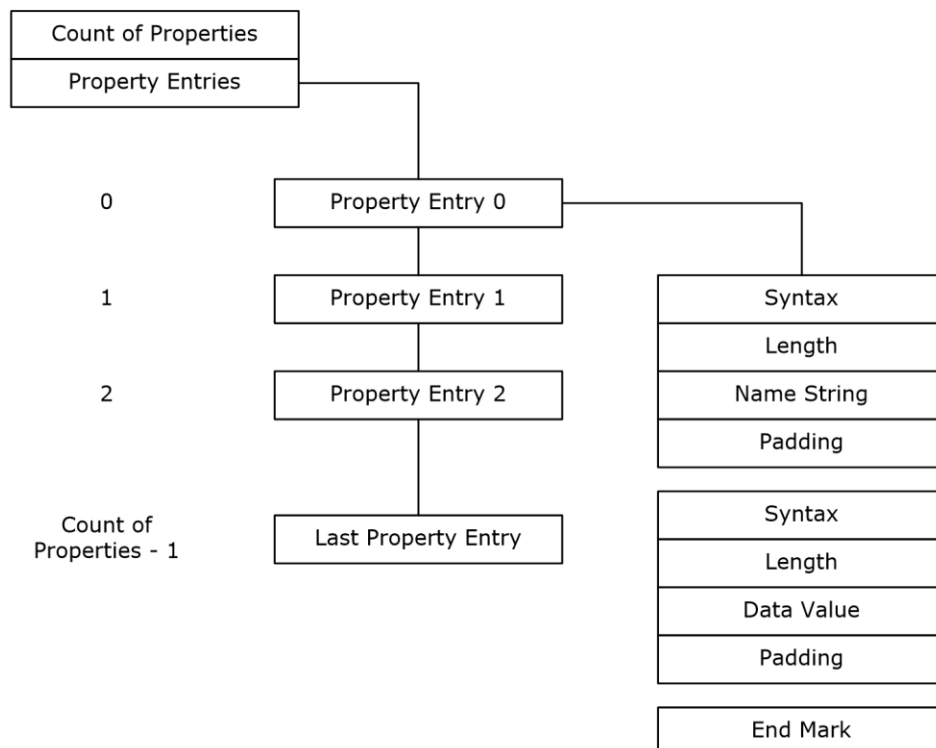 Count of Properties
Property Entries
0
Property Entry 0
1
Property Entry 1
Syntax
Length
2
Property Entry 2
Name String
Padding
Count of
Properties - 1
Last Property Entry
Syntax
Length
Data Value
Padding
End Mark